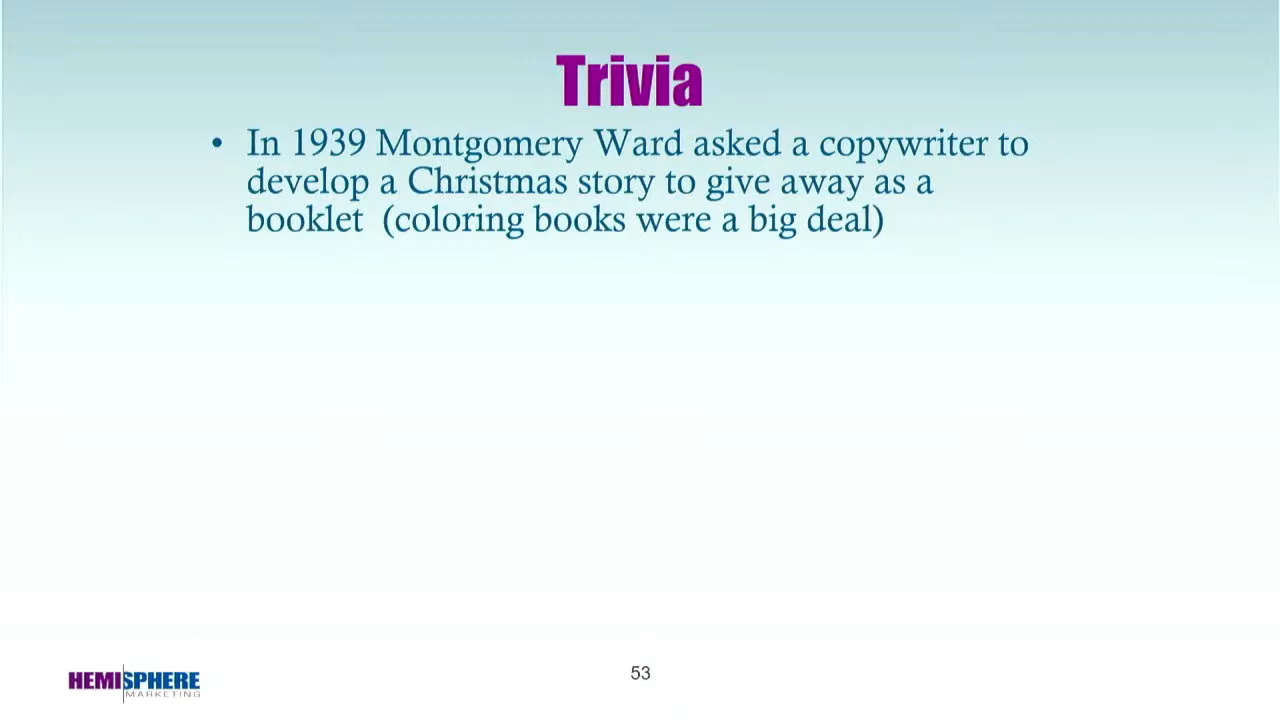 Trivia
• In 1939 Montgomery Ward asked a copywriter to
develop a Christmas story to give away as a
booklet  (coloring books were a big deal)
HEMISPHERE
MARKETING
53